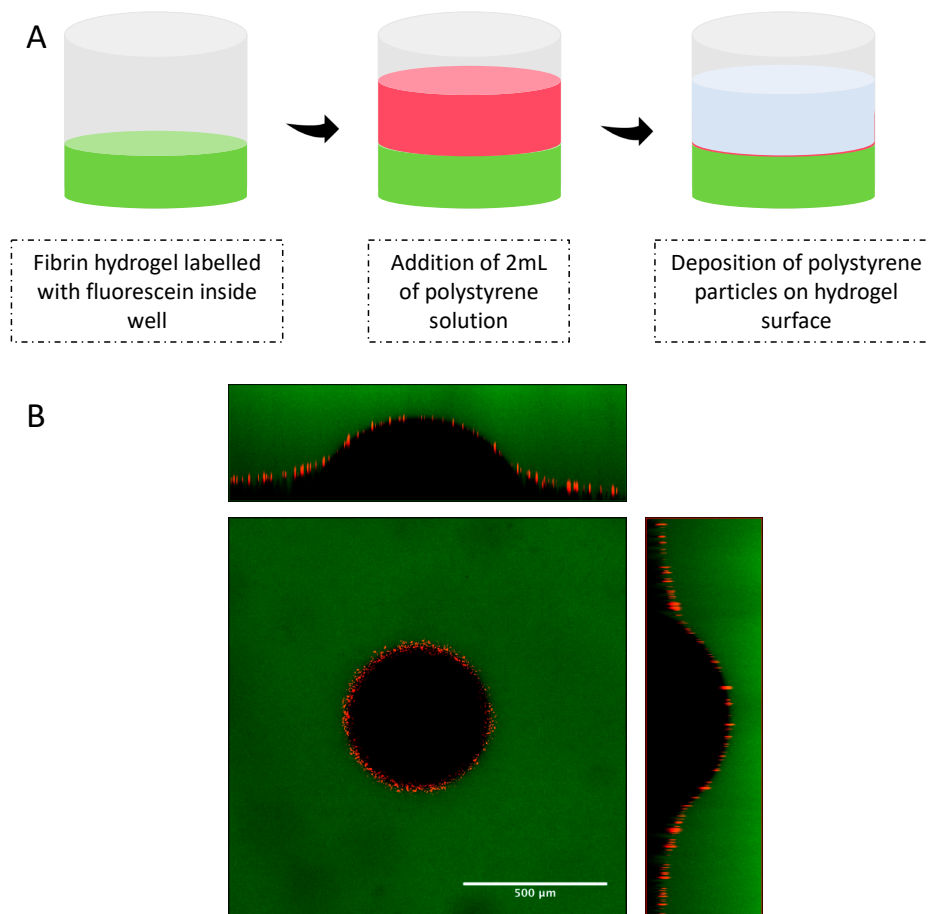 A
Fibrin hydrogel labelled
with fluorescein inside
well
Addition of 2mL
of polystyrene
solution
Deposition of polystyrene
particles on hydrogel
surface
B
500 µm